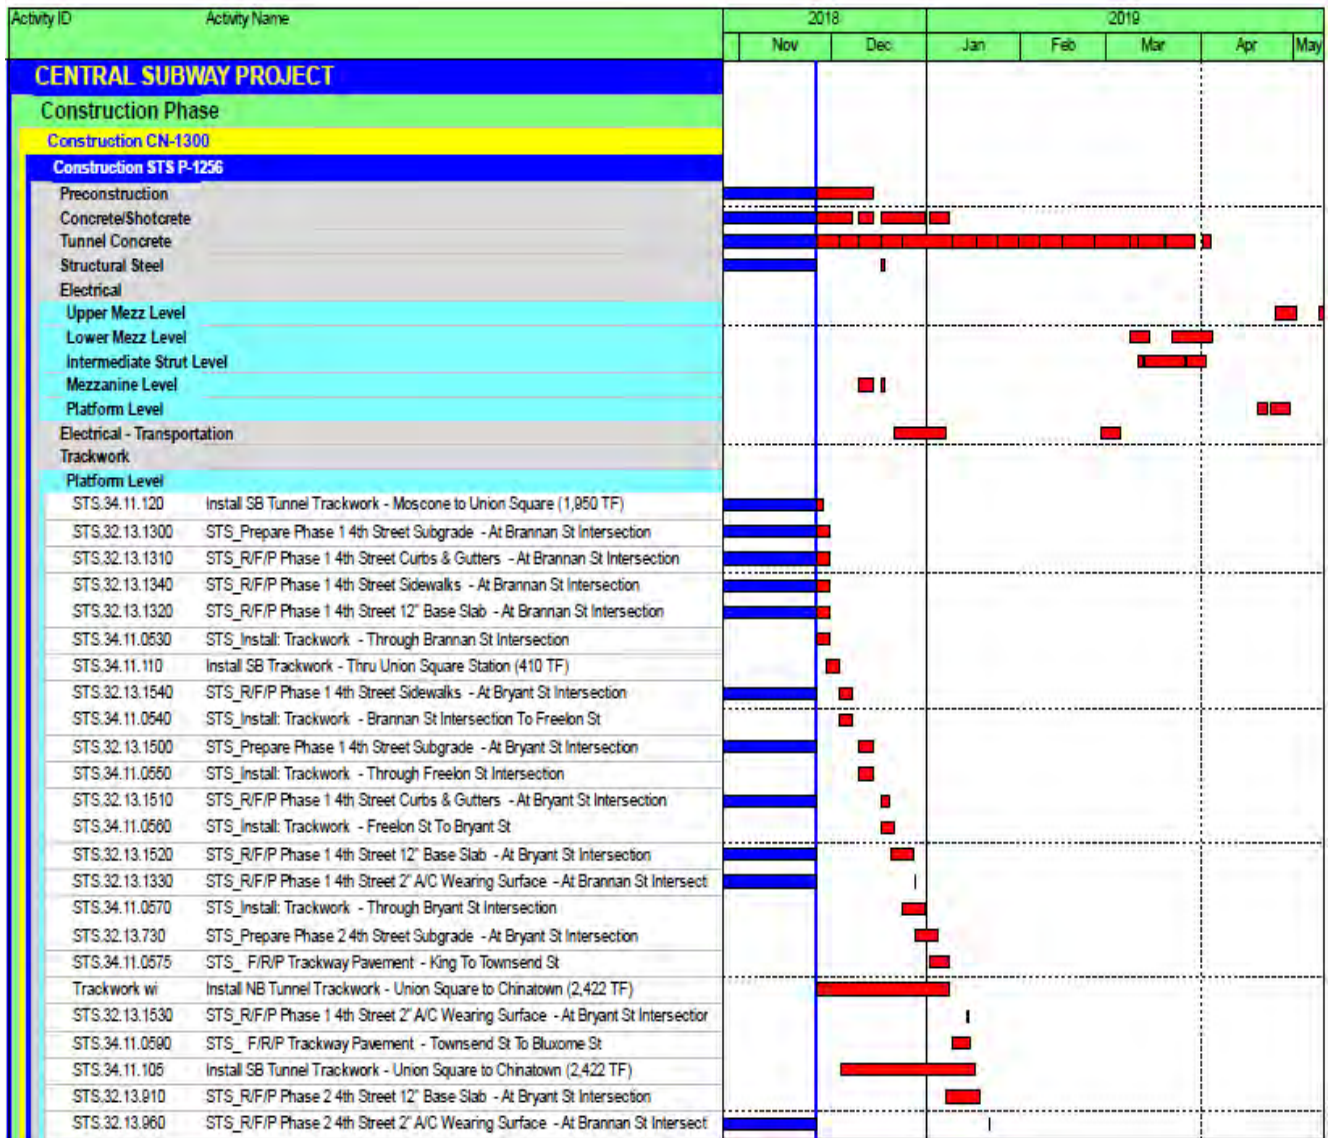 Activity ID Activity Name 2018 2019
Nov Dec Jan Feb Mar Apr May
CENTRAL SUBWAY PROJECT
Construction Phase
Construction CN-1300
Construction STS P-1256
Preconstruction
Concrete/Shotcrete
Tunnel Concrete
Structural Steel
Electrical
Upper Mezz Level
Lower Mezz Level
Intermediate Strut Level
Mezzanine Level
Platform Level
Electrical - Transportation
Trackwork
Platform Level
STS.34.11.120 Install SB Tunnel Trackwork - Moscone to Union Square (1,950 TF)
STS.32.13.1300 STS_Prepare Phase 1 4th Street Subgrade - At Brannan St Intersection
STS.32.13.1310 STS_R/F/P Phase 1 4th Street Curbs & Gutters - At Brannan St Intersection
STS.32.13.1340 STS_R/F/P Phase 1 4th Street Sidewalks - At Brannan St Intersection
STS.32.13.1320 STS_R/F/P Phase 1 4th Street 12" Base Slab - At Brannan St Intersection
STS.34.11.0530 STS_Install: Trackwork - Through Brannan St Intersection
STS.34.11.110 Install SB Trackwork - Thru Union Square Station (410 TF)
STS.32.13.1540 STS_R/F/P Phase 1 4th Street Sidewalks - At Bryant St Intersection
STS.34.11.0540 STS_Install: Trackwork - Brannan St Intersection To Freelon St
STS.32.13.1500 STS_Prepare Phase 1 4th Street Subgrade - At Bryant St Intersection
STS.34.11.0550 STS_Install: Trackwork - Through Freelon St Intersection
STS.32.13.1510 STS_R/F/P Phase 1 4th Street Curbs & Gutters - At Bryant St Intersection
STS.34.11.0560 STS_Install: Trackwork - Freelon St To Bryant St
STS.32.13.1520 STS_R/F/P Phase 1 4th Street 12" Base Slab - At Bryant St Intersection
STS.32.13.1330 STS_R/F/P Phase 1 4th Street 2" A/C Wearing Surface - At Brannan St Intersect
STS.34.11.0570 STS_Install: Trackwork - Through Bryant St Intersection
STS.32.13.730 STS_Prepare Phase 2 4th Street Subgrade - At Bryant St Intersection
STS.34.11.0575 STS_ F/R/P Trackway Pavement - King To Townsend St
Trackwork wi Install NB Tunnel Trackwork - Union Square to Chinatown (2,422 TF)
STS.32.13.1530 STS_R/F/P Phase 1 4th Street 2" A/C Wearing Surface - At Bryant St Intersection
STS.34.11.0590 STS_ F/R/P Trackway Pavement - Townsend St To Bluxome St
STS.34.11.105 Install SB Tunnel Trackwork - Union Square to Chinatown (2,422 TF)
STS.32.13.910 STS_R/F/P Phase 2 4th Street 12" Base Slab - At Bryant St Intersection
STS.32.13.960 STS_R/F/P Phase 2 4th Street 2" A/C Wearing Surface - At Brannan St Intersect